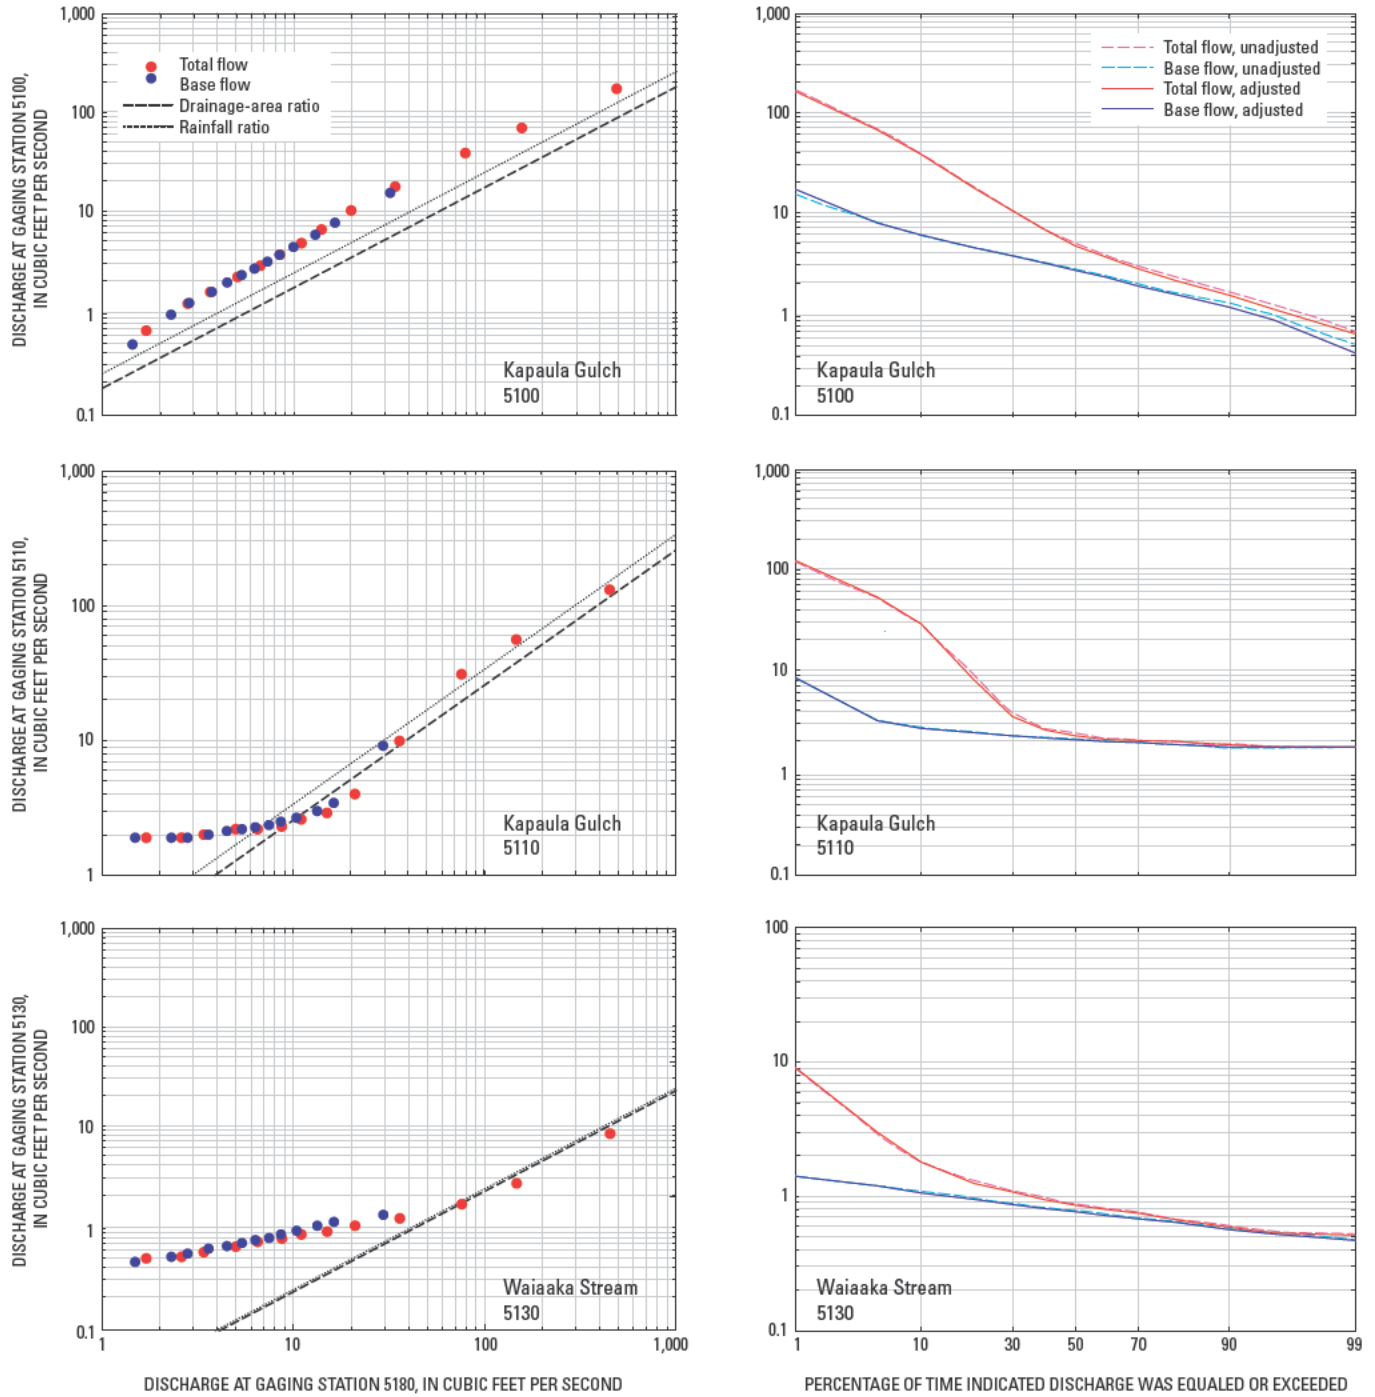 DISCHARGE AT GAGING STATION 5100,
IN CUBIC FEET PER SECOND
1,000
100
10
1
0.1
Total flow
Base flow
Drainage-area ratio
Rainfall ratio
Kapaula Gulch
5100
1,000
100
10
1
0.1
Total flow, unadjusted
Base flow, unadjusted
Total flow, adjusted
Base flow, adjusted
Kapaula Gulch
5100
DISCHARGE AT GAGING STATION 5110,
IN CUBIC FEET PER SECOND
1,000
100
10
1
Kapaula Gulch
5110
1,000
100
10
1
0.1
Kapaula Gulch
5110
DISCHARGE AT GAGING STATION 5130,
IN CUBIC FEET PER SECOND
1,000
100
10
1
0.1
Waiaaka Stream
5130
1 10 100 1,000
DISCHARGE AT GAGING STATION 5180, IN CUBIC FEET PER SECOND
100
10
1
0.1
Waiaaka Stream
5130
1 10 30 50 70 90 99
PERCENTAGE OF TIME INDICATED DISCHARGE WAS EQUALED OR EXCEEDED